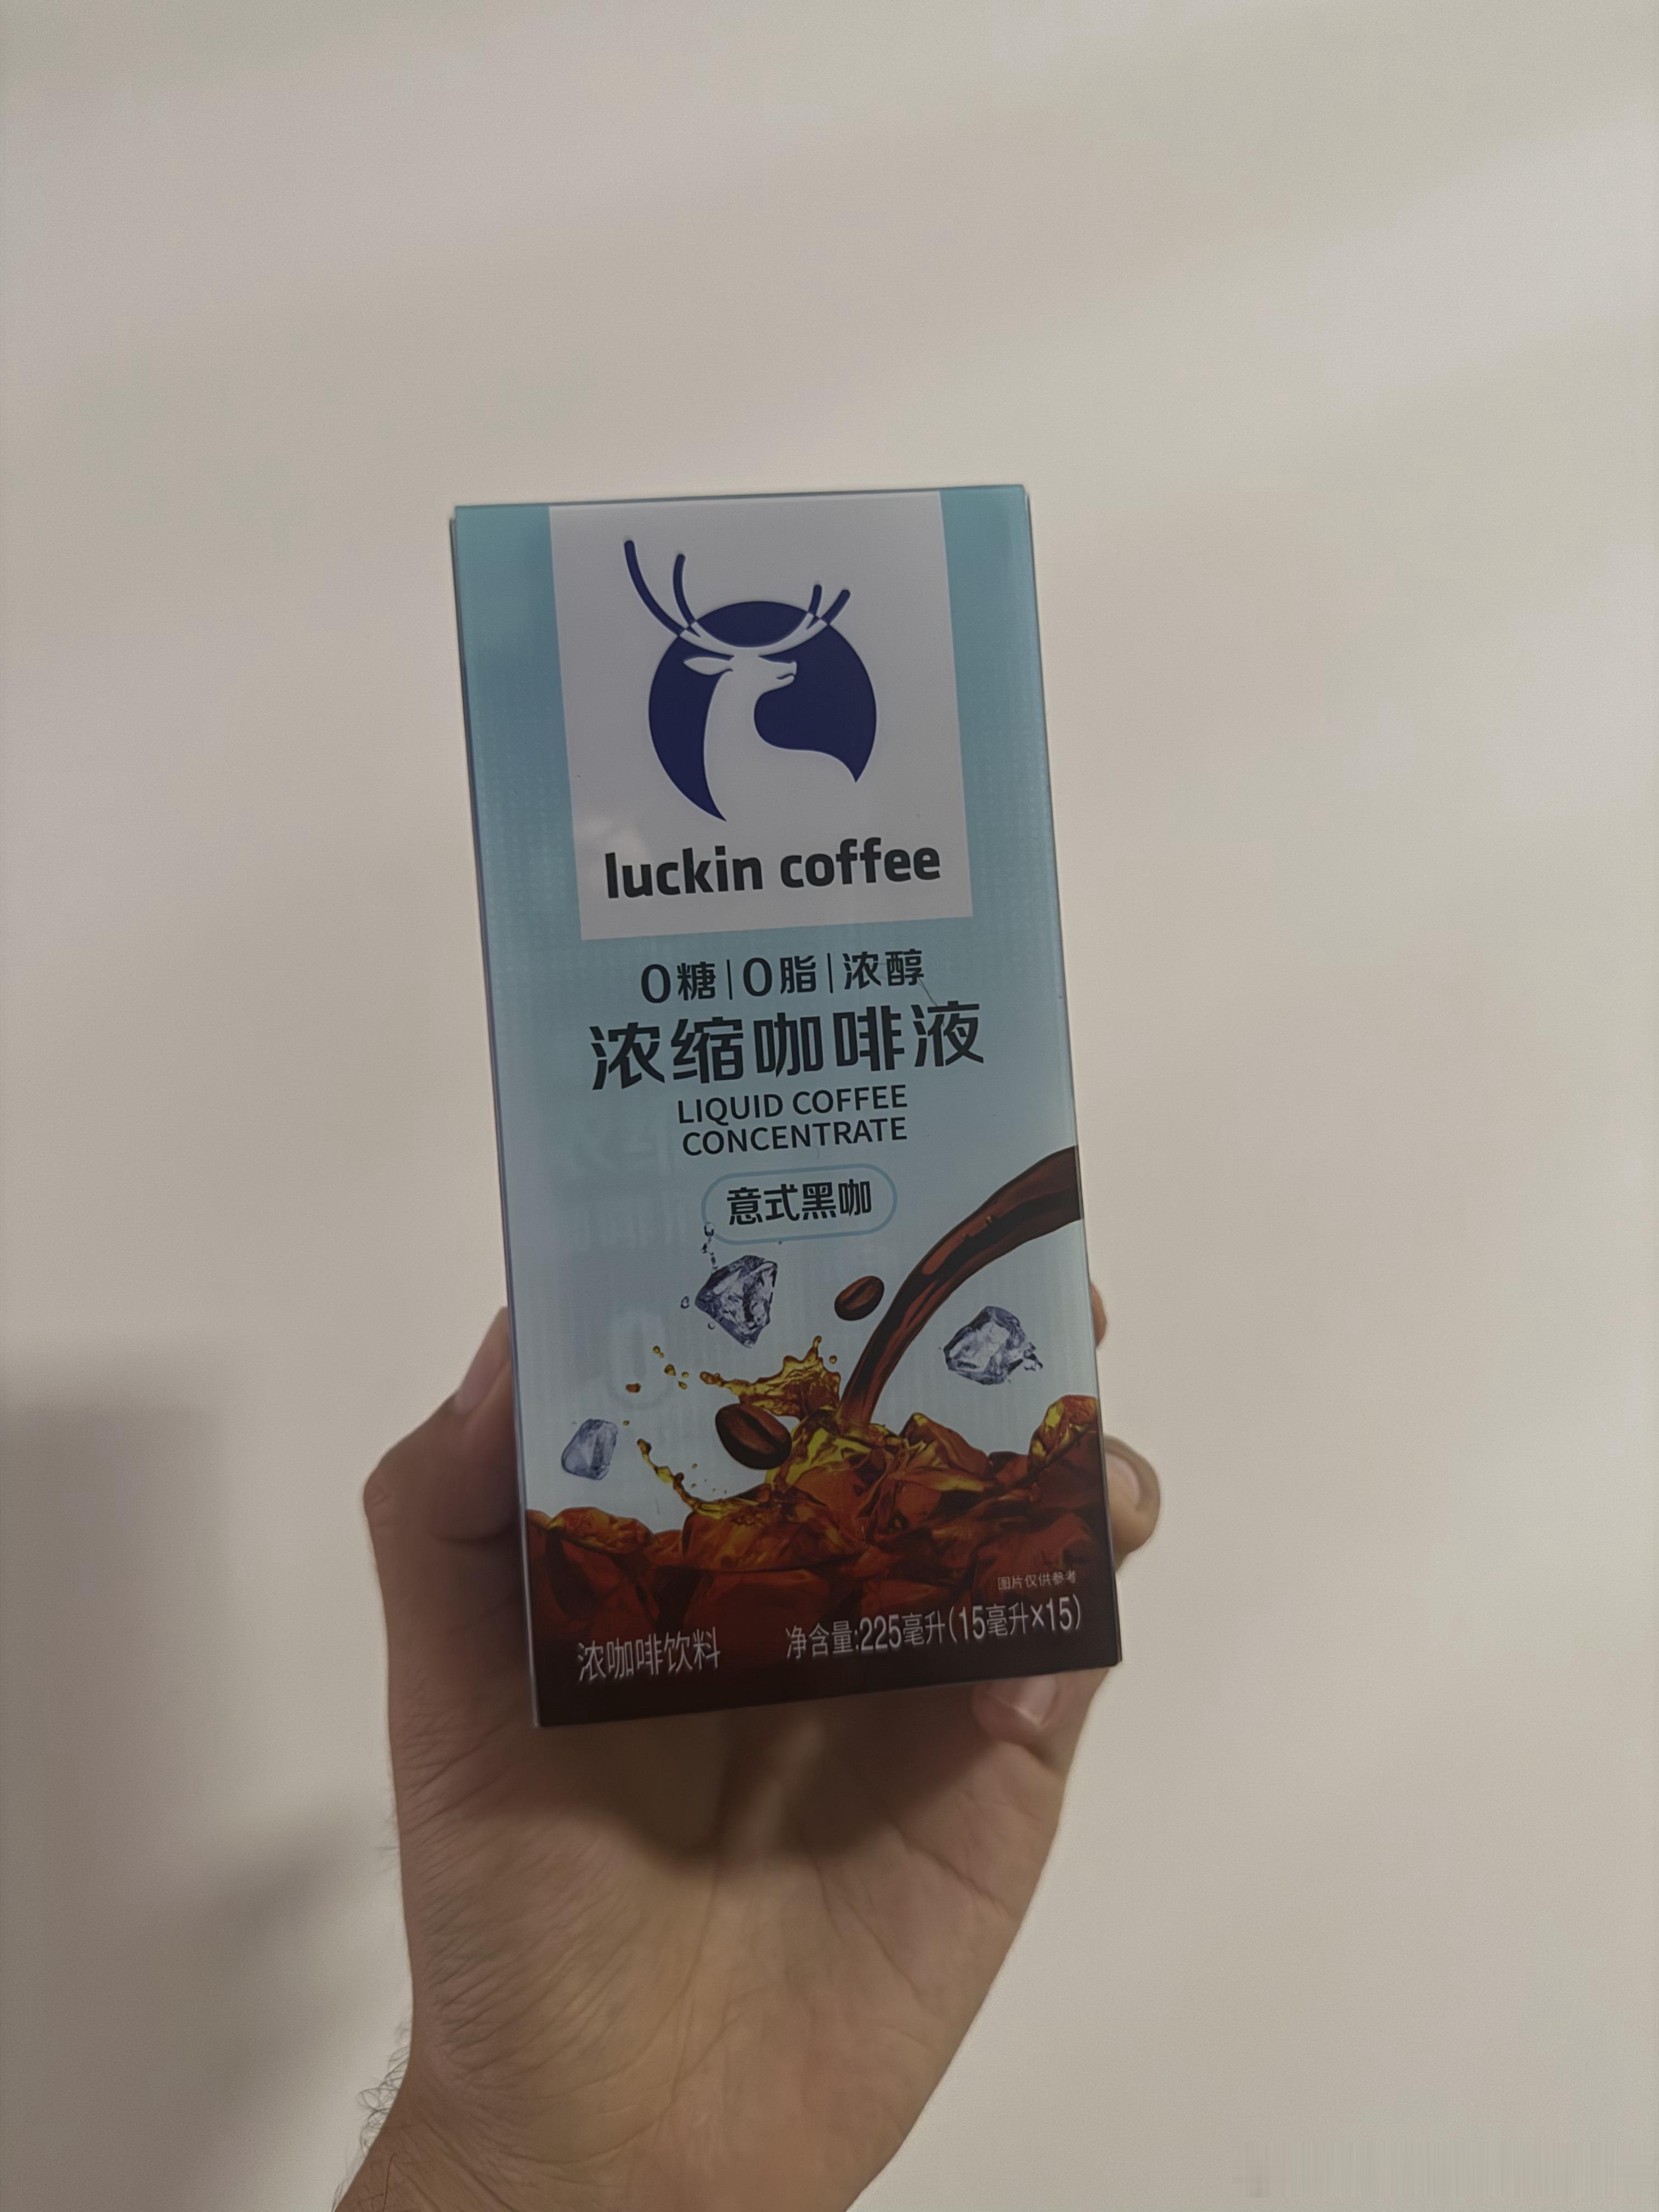 luckin coffee
0糖|0脂|浓醇
浓缩咖啡液
LIQUID COFFEE
CONCENTRATE
意式黑咖
图片仅供参考
浓咖啡饮料
净含量:225毫升(15毫升×15)